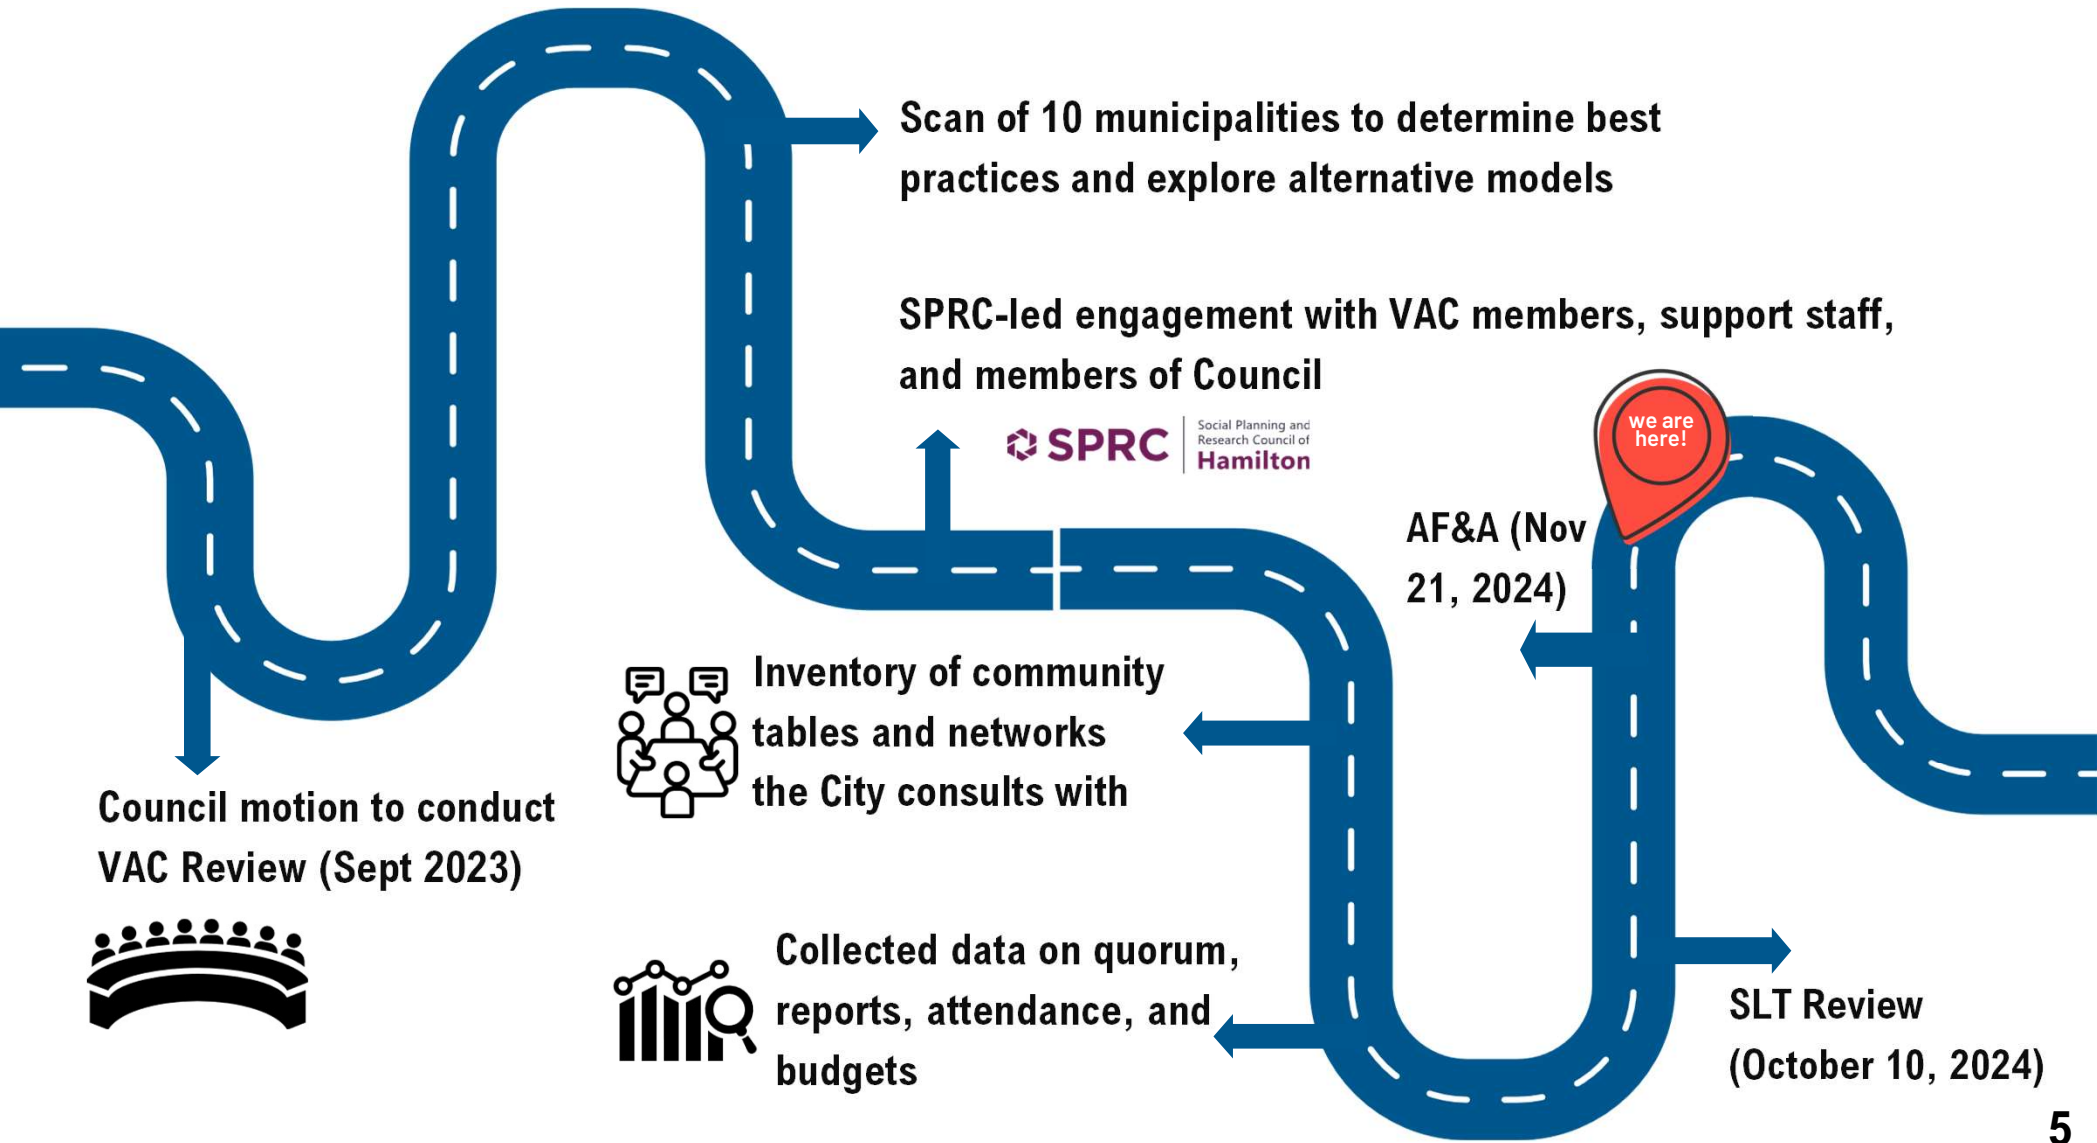 Scan of 10 municipalities to determine best
practices and explore alternative models
SPRC-led engagement with VAC members, support staff,
and members of Council
SPRC
Social Planning and
Research Council of
Hamilton
we are
here!
AF&A (Nov
21, 2024)
Inventory of community
tables and networks
the City consults with
Council motion to conduct
VAC Review (Sept 2023)
Collected data on quorum,
reports, attendance, and
budgets
SLT Review
(October 10, 2024)
5